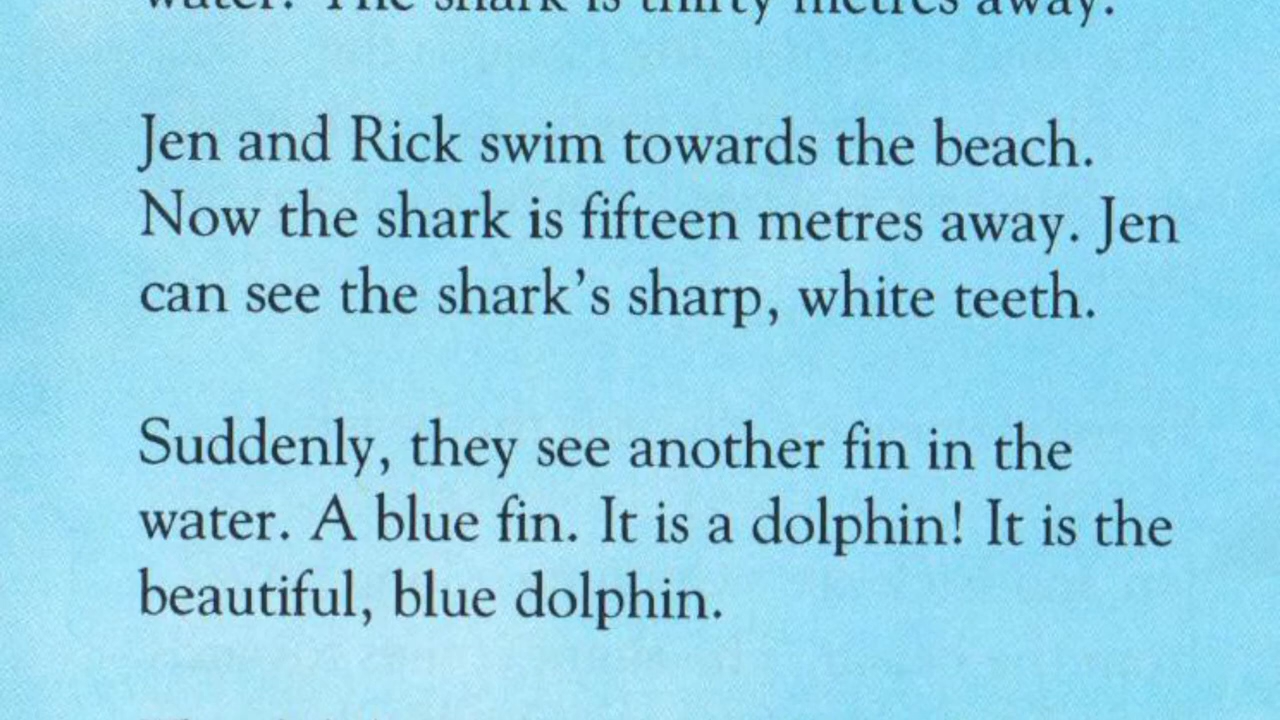 water. The shark is thirty metres away.
Jen and Rick swim towards the beach.
Now the shark is fifteen metres away. Jen
can see the shark's sharp, white teeth.
Suddenly, they see another fin in the
water. A blue fin. It is a dolphin! It is the
beautiful, blue dolphin.